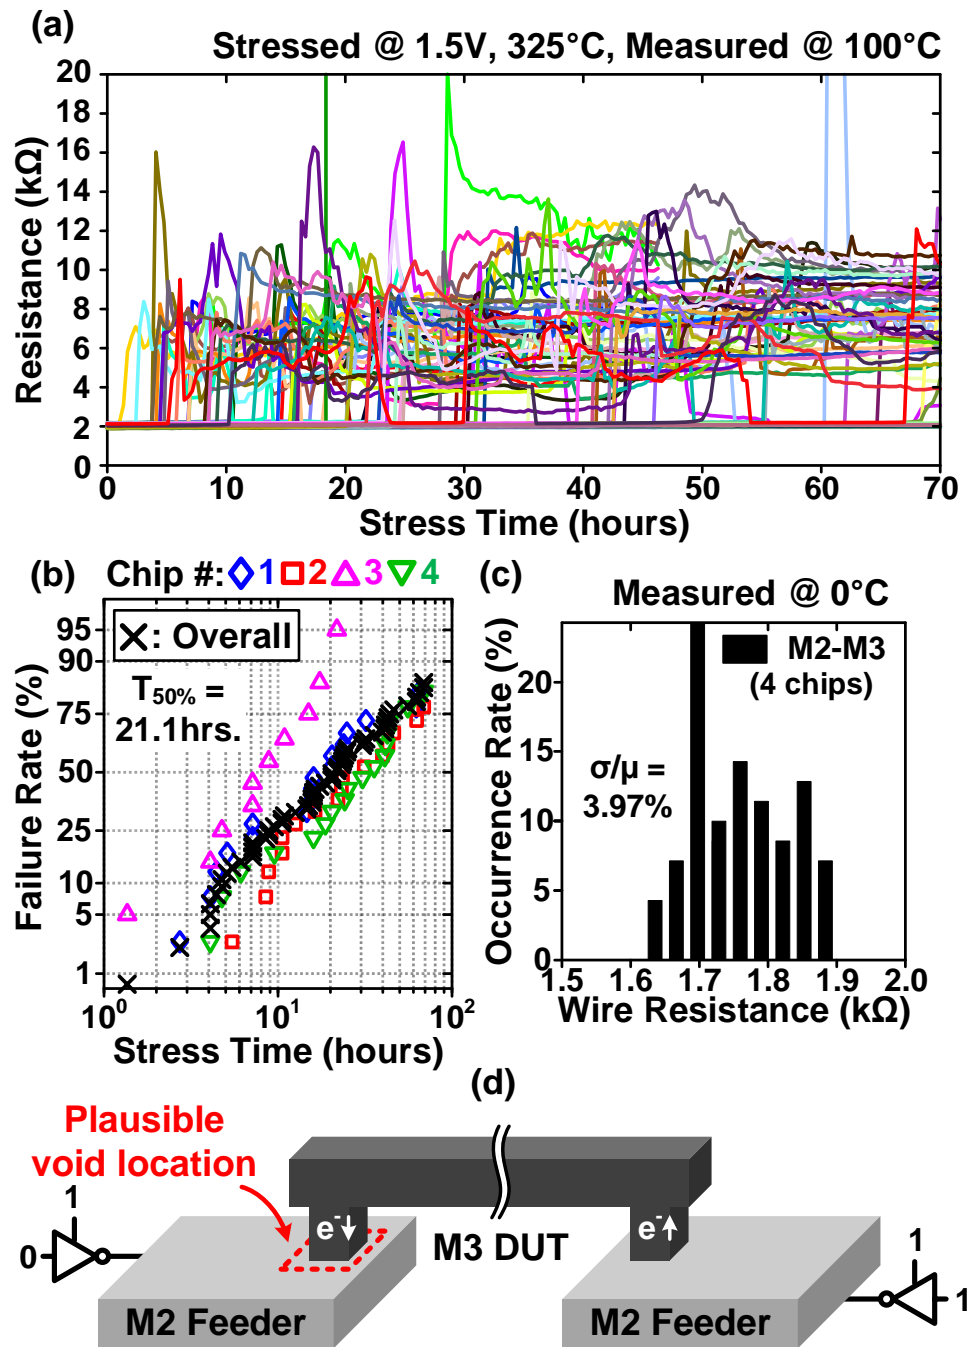 (a)
Stressed @ 1.5V, 325°C, Measured @ 100°C
Resistance (kΩ)
20
18
16
14
12
10
8
6
4
2
0
0 10 20 30 40 50 60 70
Stress Time (hours)
(b)
Chip #: 1 2 3 4
Failure Rate (%)
95
90
75
50
25
10
5
1
X: Overall
T50% =
21.1hrs.
10^0 10^1 10^2
Stress Time (hours)
(c)
Measured @ 0°C
Occurrence Rate (%)
20
15
10
5
0
M2-M3
(4 chips)
σ/μ =
3.97%
1.5 1.6 1.7 1.8 1.9 2.0
Wire Resistance (kΩ)
(d)
Plausible
void location
1
0
e-
e-
M3 DUT
1
1
M2 Feeder
M2 Feeder